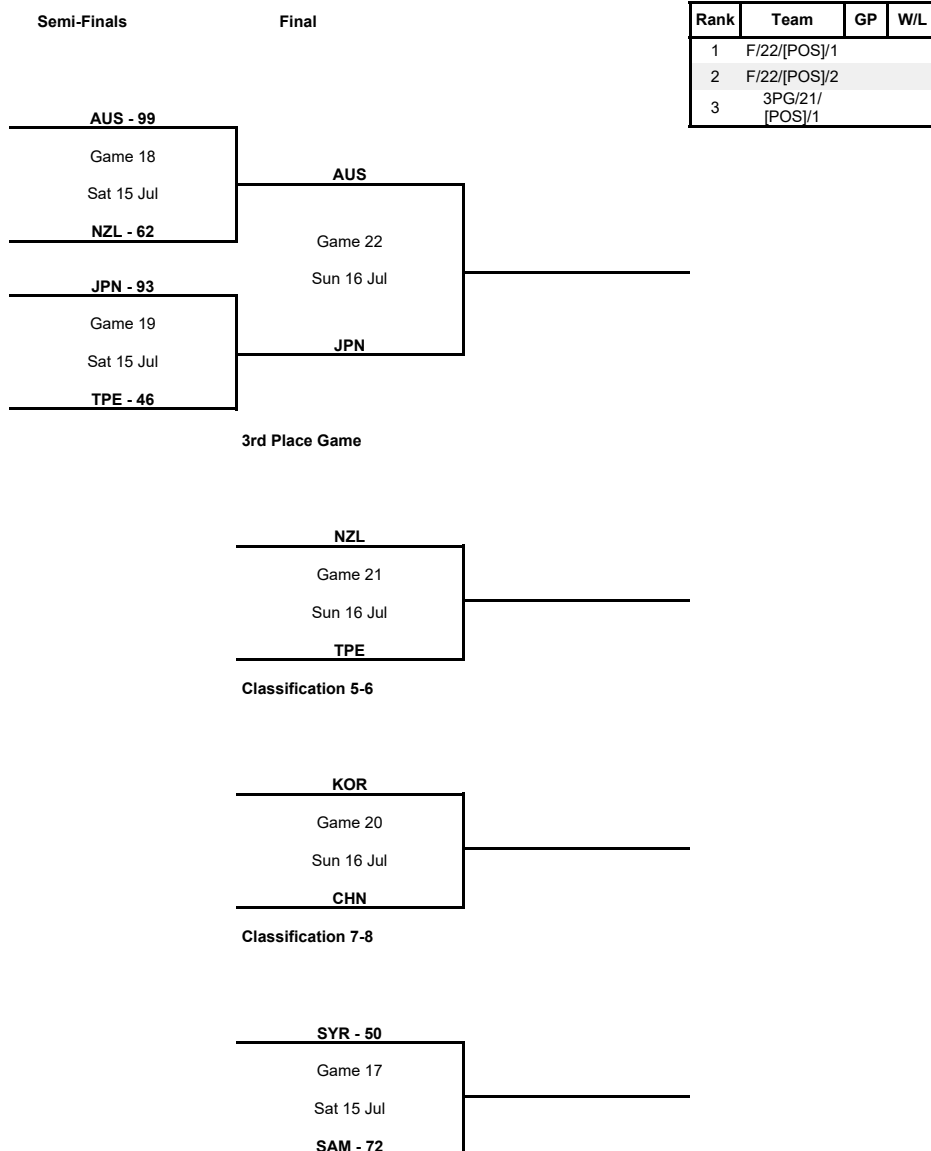 Semi-Finals Final
Rank Team GP W/L
1 F/22/[POS]/1
2 F/22/[POS]/2
3 3PG/21/
[POS]/1
AUS - 99
Game 18
Sat 15 Jul
NZL - 62
AUS
Game 22
Sun 16 Jul
JPN
JPN - 93
Game 19
Sat 15 Jul
TPE - 46
3rd Place Game
NZL
Game 21
Sun 16 Jul
TPE
Classification 5-6
KOR
Game 20
Sun 16 Jul
CHN
Classification 7-8
SYR - 50
Game 17
Sat 15 Jul
SAM - 72